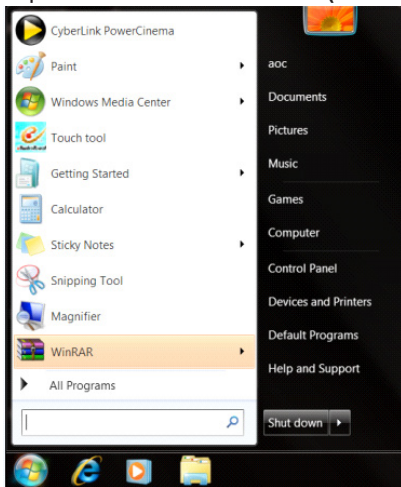 CyberLink PowerCinema
Paint
Windows Media Center
Touch tool
Getting Started
Calculator
Sticky Notes
Snipping Tool
Magnifier
WinRAR
All Programs
aoc
Documents
Pictures
Music
Games
Computer
Control Panel
Devices and Printers
Default Programs
Help and Support
Shut down